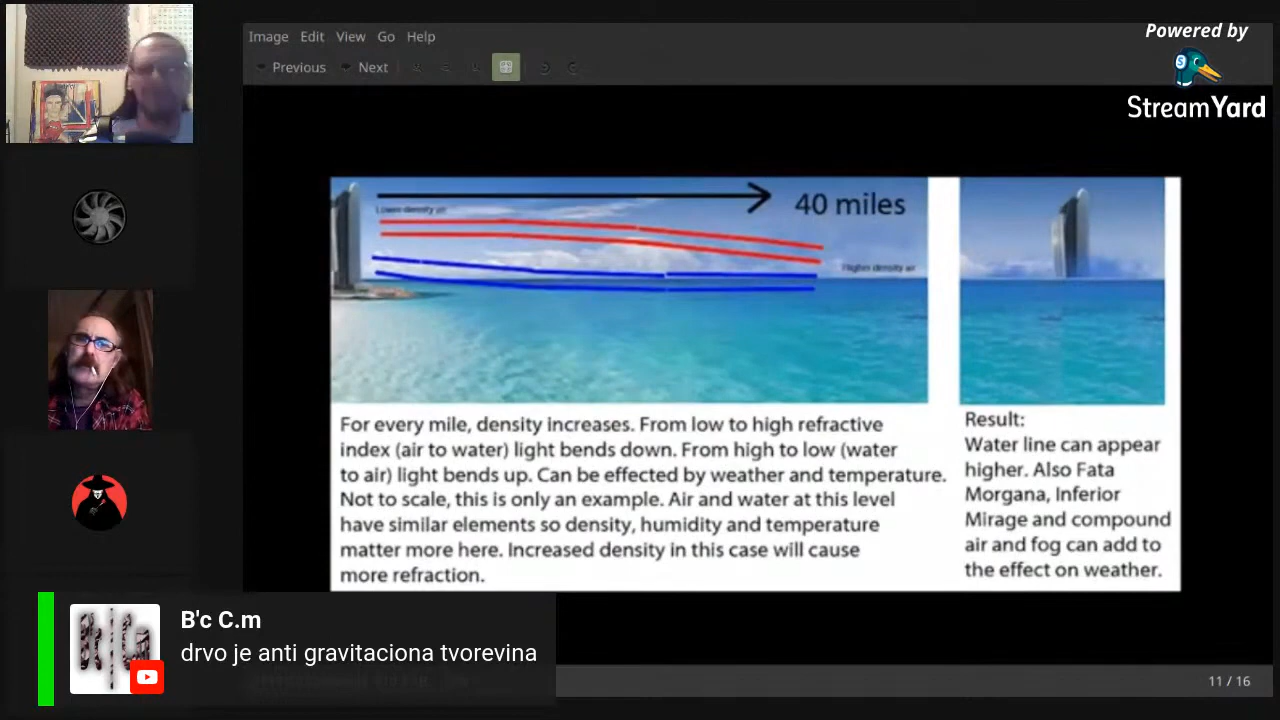 Image Edit View Go Help
Previous Next
Powered by
StreamYard
40 miles
Lower density air
Higher density air
For every mile, density increases. From low to high refractive
index (air to water) light bends down. From high to low (water
to air) light bends up. Can be effected by weather and temperature.
Not to scale, this is only an example. Air and water at this level
have similar elements so density, humidity and temperature
matter more here. Increased density in this case will cause
more refraction.
Result:
Water line can appear
higher. Also Fata
Morgana, Inferior
Mirage and compound
air and fog can add to
the effect on weather.
B'c C.m
drvo je anti gravitaciona tvorevina
11 / 16